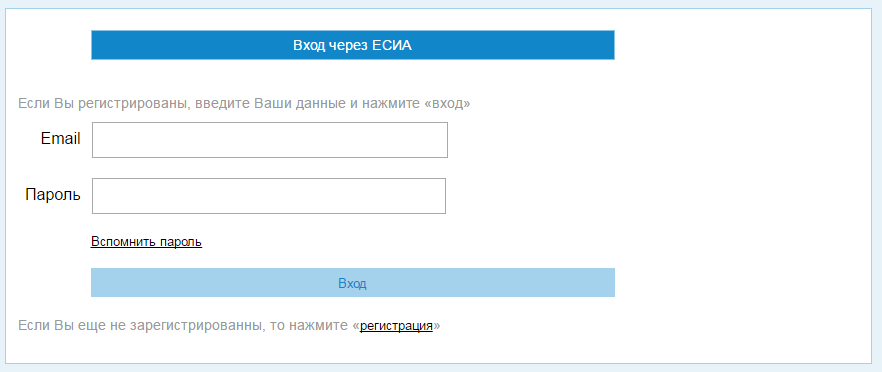 Вход через ЕСИА
Если Вы регистрированы, введите Ваши данные и нажмите «вход»
Email
Пароль
Вспомнить пароль
Вход
Если Вы еще не зарегистрированны, то нажмите «регистрация»